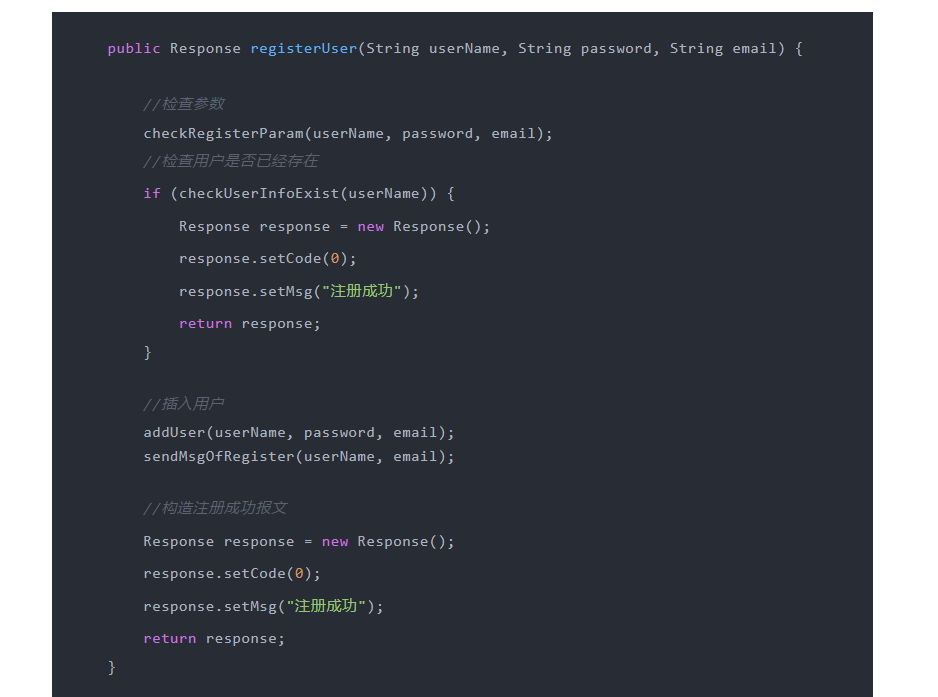 public Response registerUser(String userName, String password, String email) {
//检查参数
checkRegisterParam(userName, password, email);
//检查用户是否已经存在
if (checkUserInfoExist(userName)) {
Response response = new Response();
response.setCode(0);
response.setMsg("注册成功");
return response;
}
//插入用户
addUser(userName, password, email);
sendMsgOfRegister(userName, email);
//构造注册成功报文
Response response = new Response();
response.setCode(0);
response.setMsg("注册成功");
return response;
}